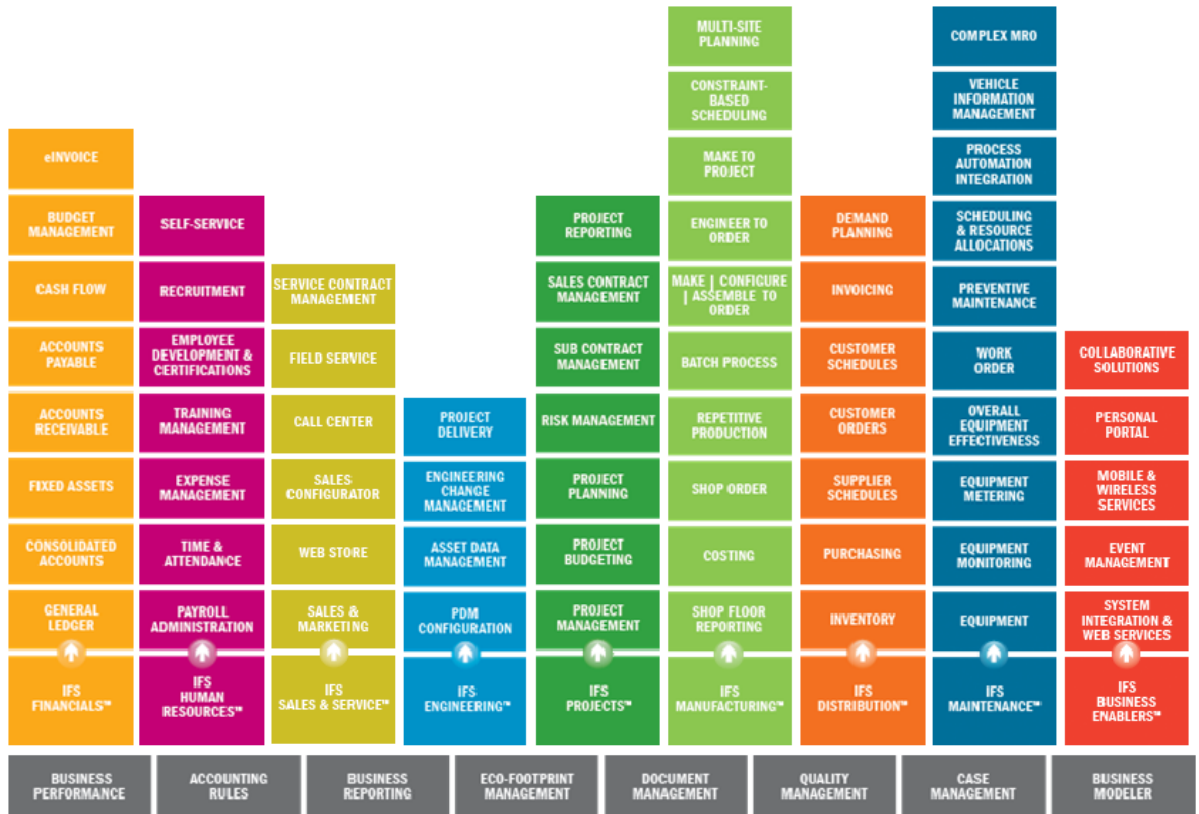 eINVOICE
BUDGET
MANAGEMENT
CASH FLOW
ACCOUNTS
PAYABLE
ACCOUNTS
RECEIVABLE
FIXED ASSETS
CONSOLIDATED
ACCOUNTS
GENERAL
LEDGER
IFS
FINANCIALS™
SELF-SERVICE
RECRUITMENT
EMPLOYEE
DEVELOPMENT &
CERTIFICATIONS
TRAINING
MANAGEMENT
EXPENSE
MANAGEMENT
TIME &
ATTENDANCE
PAYROLL
ADMINISTRATION
IFS
HUMAN
RESOURCES™
SERVICE CONTRACT
MANAGEMENT
FIELD SERVICE
CALL CENTER
SALES
CONFIGURATOR
WEB STORE
SALES &
MARKETING
IFS
SALES & SERVICE™
PROJECT
DELIVERY
ENGINEERING
CHANGE
MANAGEMENT
ASSET DATA
MANAGEMENT
PDM
CONFIGURATION
IFS
ENGINEERING™
PROJECT
REPORTING
SALES CONTRACT
MANAGEMENT
SUB CONTRACT
MANAGEMENT
RISK MANAGEMENT
PROJECT
PLANNING
PROJECT
BUDGETING
PROJECT
MANAGEMENT
IFS
PROJECTS™
MULTI-SITE
PLANNING
CONSTRAINT-
BASED
SCHEDULING
MAKE TO
PROJECT
ENGINEER TO
ORDER
MAKE | CONFIGURE
| ASSEMBLE TO
ORDER
BATCH PROCESS
REPETITIVE
PRODUCTION
SHOP ORDER
COSTING
SHOP FLOOR
REPORTING
IFS
MANUFACTURING™
DEMAND
PLANNING
INVOICING
CUSTOMER
SCHEDULES
CUSTOMER
ORDERS
SUPPLIER
SCHEDULES
PURCHASING
INVENTORY
IFS
DISTRIBUTION™
COMPLEX MRO
VEHICLE
INFORMATION
MANAGEMENT
PROCESS
AUTOMATION
INTEGRATION
SCHEDULING
& RESOURCE
ALLOCATIONS
PREVENTIVE
MAINTENANCE
WORK
ORDER
OVERALL
EQUIPMENT
EFFECTIVENESS
EQUIPMENT
METERING
EQUIPMENT
MONITORING
EQUIPMENT
IFS
MAINTENANCE™
COLLABORATIVE
SOLUTIONS
PERSONAL
PORTAL
MOBILE &
WIRELESS
SERVICES
EVENT
MANAGEMENT
SYSTEM
INTEGRATION &
WEB SERVICES
IFS
BUSINESS
ENABLERS™
BUSINESS
PERFORMANCE
ACCOUNTING
RULES
BUSINESS
REPORTING
ECO-FOOTPRINT
MANAGEMENT
DOCUMENT
MANAGEMENT
QUALITY
MANAGEMENT
CASE
MANAGEMENT
BUSINESS
MODELER